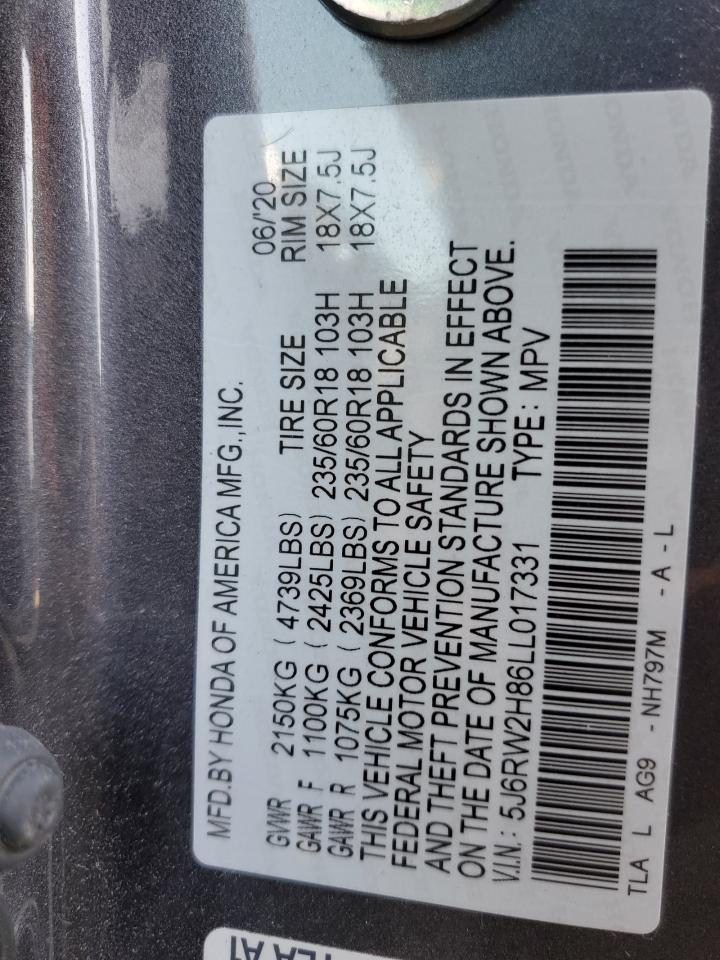 MFD.BY HONDA OF AMERICA MFG.,INC. 06/'20
GVWR 2150KG ( 4739LBS) TIRE SIZE RIM SIZE
GAWR F 1100KG ( 2425LBS) 235/60R18 103H 18X7.5J
GAWR R 1075KG ( 2369LBS) 235/60R18 103H 18X7.5J
THIS VEHICLE CONFORMS TO ALL APPLICABLE
FEDERAL MOTOR VEHICLE SAFETY
AND THEFT PREVENTION STANDARDS IN EFFECT
ON THE DATE OF MANUFACTURE SHOWN ABOVE.
V.I.N.: 5J6RW2H86LL017331 TYPE: MPV
TLA L AG9 - NH797M - A - L